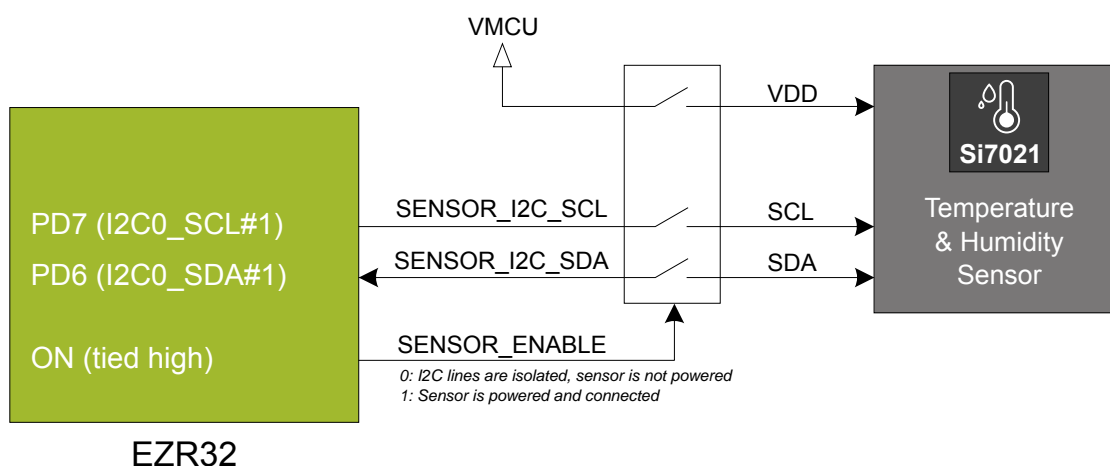 VMCU
VDD
Si7021
PD7 (I2C0_SCL#1)
SENSOR_I2C_SCL
SCL
Temperature
& Humidity
Sensor
PD6 (I2C0_SDA#1)
SENSOR_I2C_SDA
SDA
ON (tied high)
SENSOR_ENABLE
0: I2C lines are isolated, sensor is not powered
1: Sensor is powered and connected
EZR32